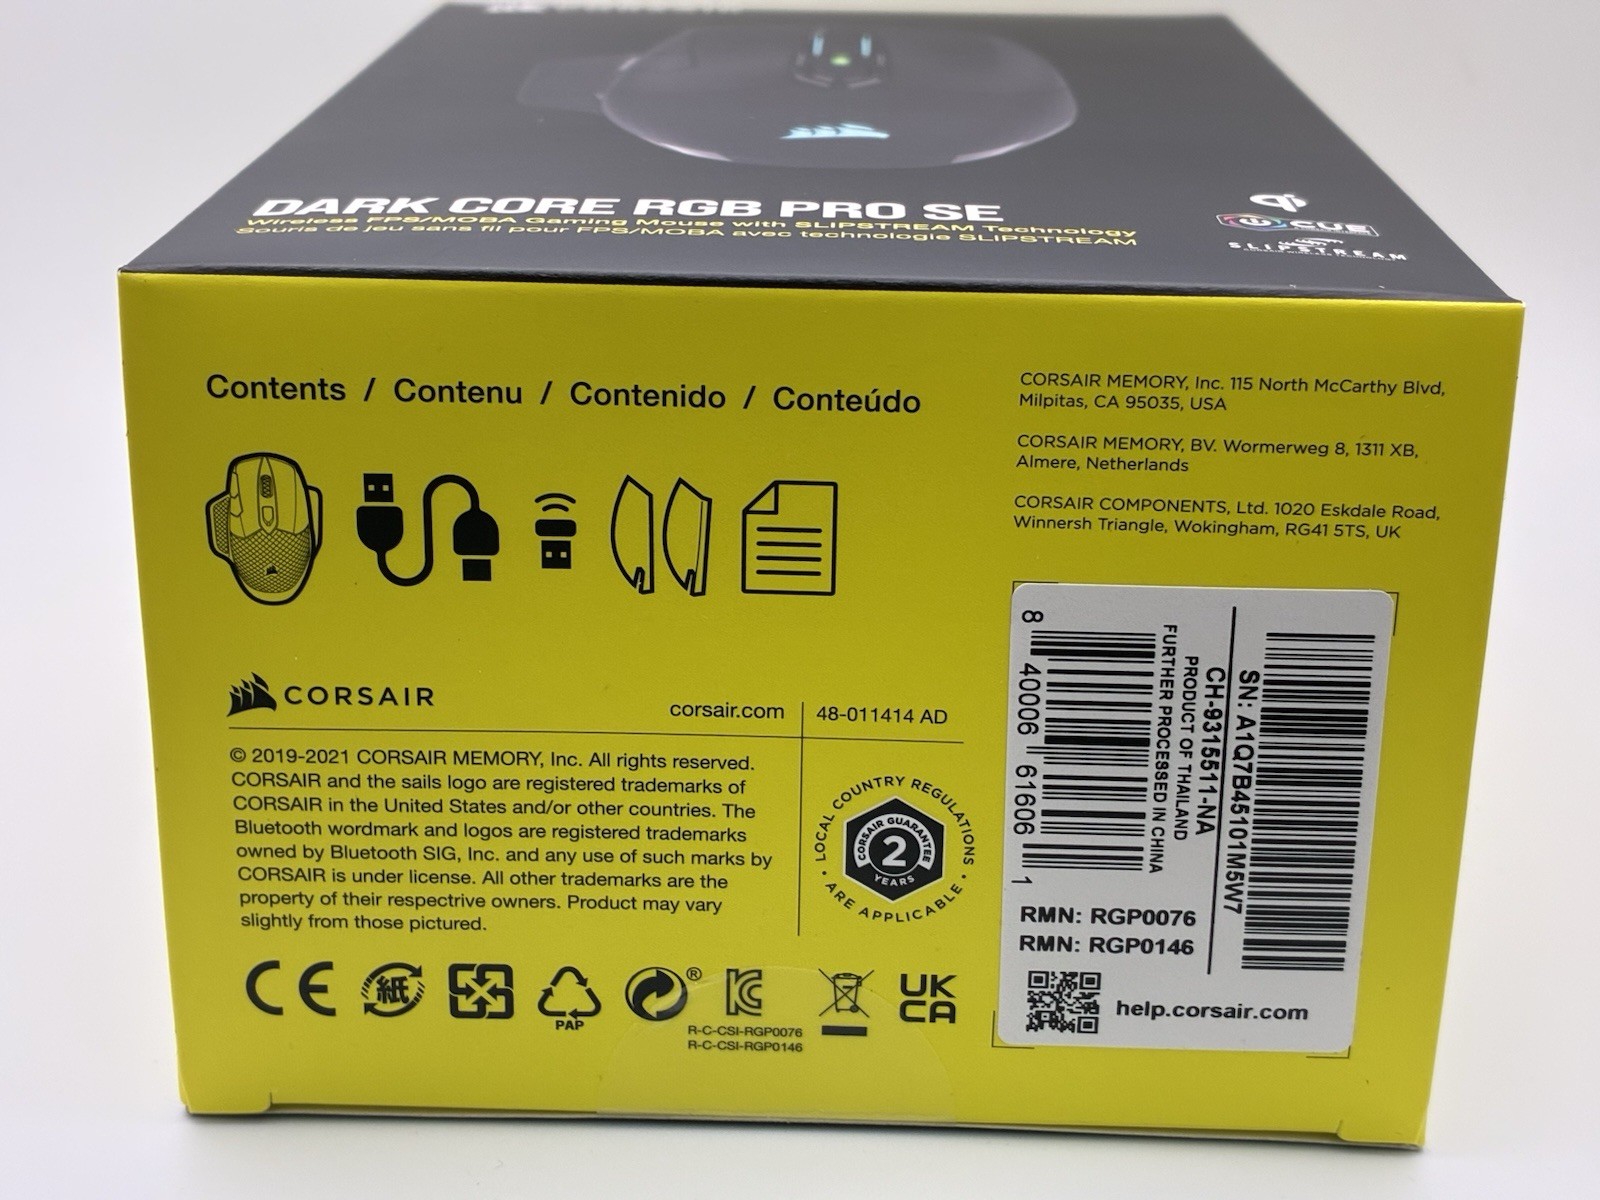 DARK CORE RGB PRO SE
Wireless FPS/MOBA Gaming Mouse with SLIPSTREAM Technology
Souris de jeu sans fil pour FPS/MOBA avec technologie SLIPSTREAM
iCUE
SLIPSTREAM
Contents / Contenu / Contenido / Conteúdo
CORSAIR MEMORY, Inc. 115 North McCarthy Blvd,
Milpitas, CA 95035, USA
CORSAIR MEMORY, BV. Wormerweg 8, 1311 XB,
Almere, Netherlands
CORSAIR COMPONENTS, Ltd. 1020 Eskdale Road,
Winnersh Triangle, Wokingham, RG41 5TS, UK
CORSAIR
corsair.com
48-011414 AD
© 2019-2021 CORSAIR MEMORY, Inc. All rights reserved.
CORSAIR and the sails logo are registered trademarks of
CORSAIR in the United States and/or other countries. The
Bluetooth wordmark and logos are registered trademarks
owned by Bluetooth SIG, Inc. and any use of such marks by
CORSAIR is under license. All other trademarks are the
property of their respectrive owners. Product may vary
slightly from those pictured.
LOCAL COUNTRY REGULATIONS
• ARE APPLICABLE •
CORSAIR GUARANTEE
2
YEARS
CE
紙
PAP
®
R-C-CSI-RGP0076
R-C-CSI-RGP0146
UK
CA
SN: A1Q7B45101M5W7
CH-9315511-NA
PRODUCT OF THAILAND
FURTHER PROCESSED IN CHINA
8 40006 61606 1
RMN: RGP0076
RMN: RGP0146
help.corsair.com